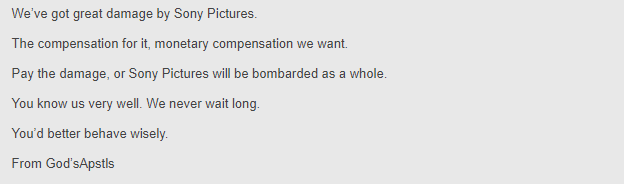 We've got great damage by Sony Pictures.
The compensation for it, monetary compensation we want.
Pay the damage, or Sony Pictures will be bombarded as a whole.
You know us very well. We never wait long.
You'd better behave wisely.
From God'sApstls